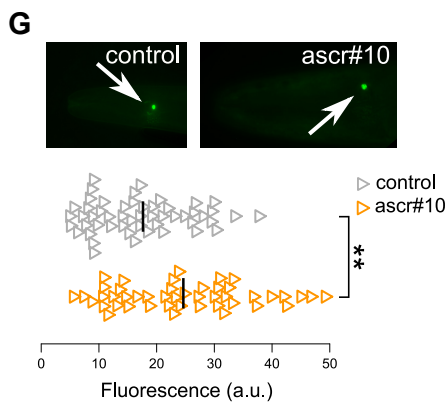 G
control
ascr#10
control
ascr#10
**
0 10 20 30 40 50
Fluorescence (a.u.)